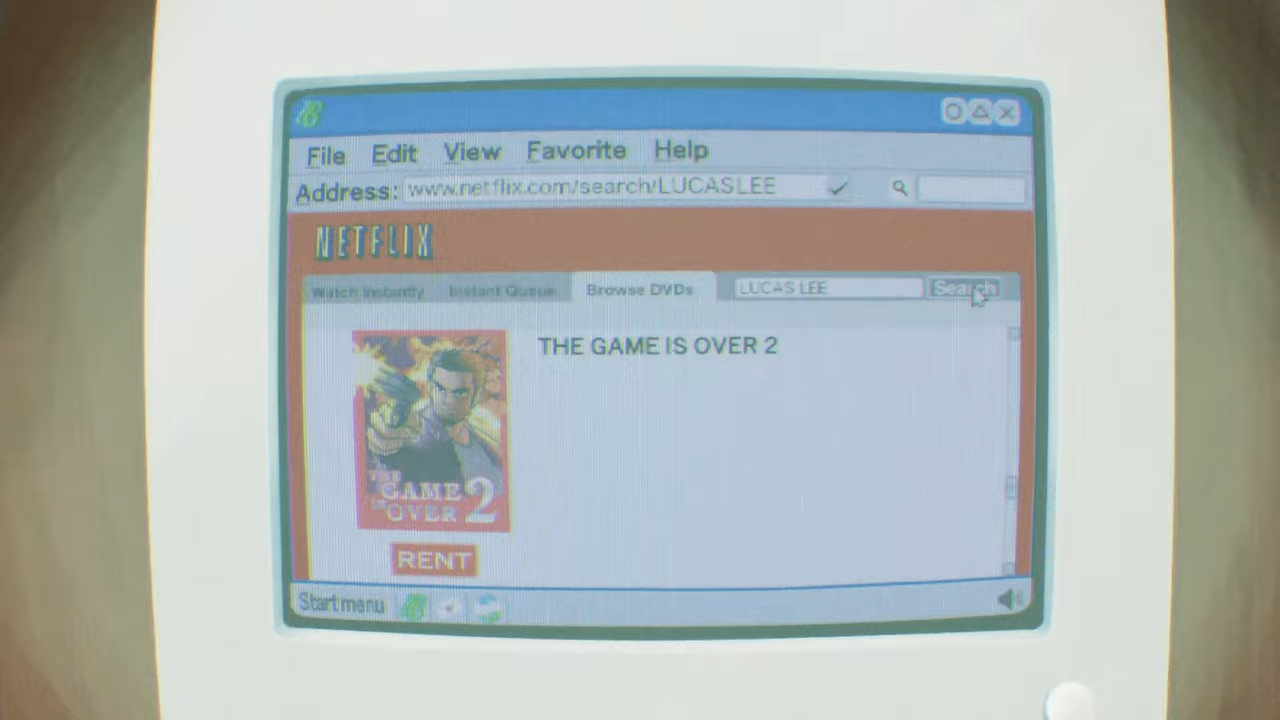 File Edit View Favorite Help
Address: www.netflix.com/search/LUCASLEE
NETFLIX
Watch Instantly Instant Queue Browse DVDs LUCAS LEE Search
THE GAME IS OVER 2
THE
GAME
IS
OVER 2
RENT
Start menu